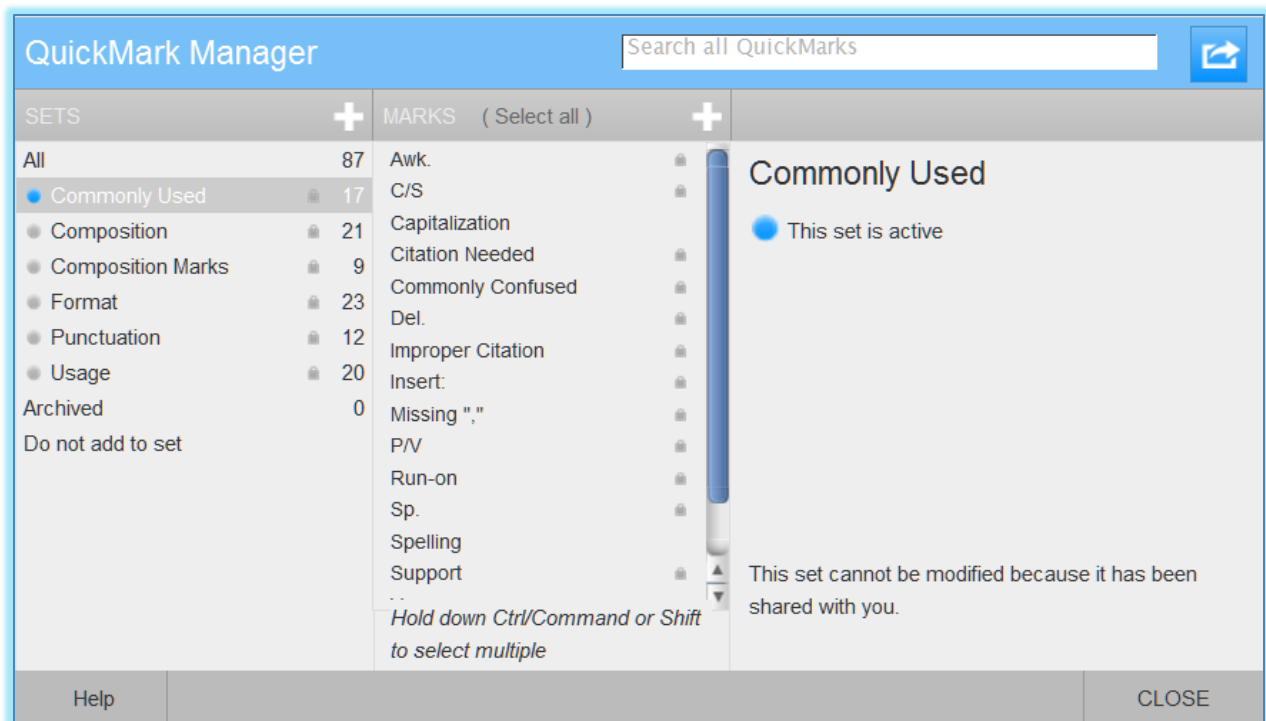 QuickMark Manager
Search all QuickMarks
SETS
MARKS ( Select all )
All 87
Commonly Used 17
Composition 21
Composition Marks 9
Format 23
Punctuation 12
Usage 20
Archived 0
Do not add to set
Awk.
C/S
Capitalization
Citation Needed
Commonly Confused
Del.
Improper Citation
Insert:
Missing ","
P/V
Run-on
Sp.
Spelling
Support
Hold down Ctrl/Command or Shift
to select multiple
Commonly Used
This set is active
This set cannot be modified because it has been
shared with you.
Help
CLOSE